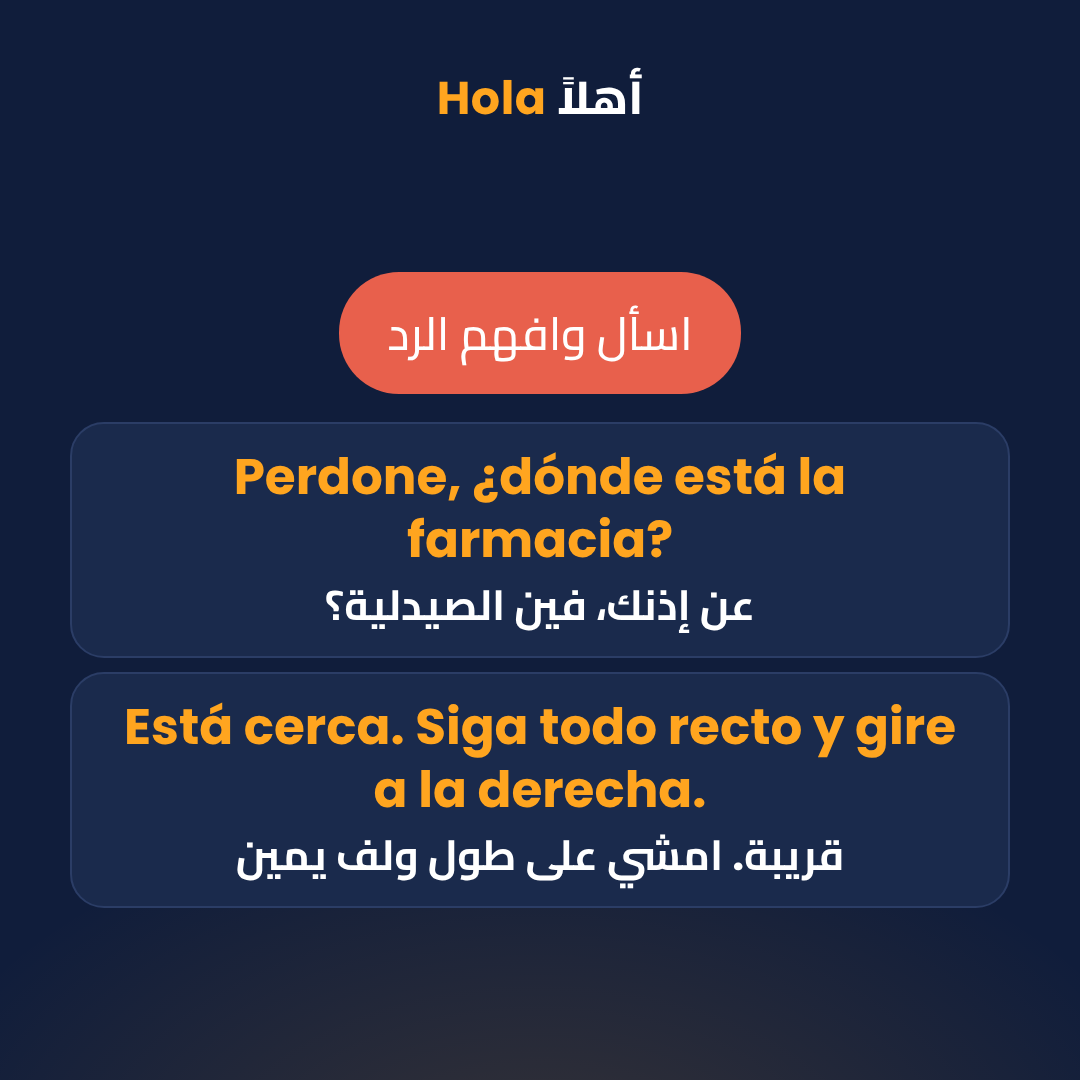 أهلاً Hola
اسأل وافهم الرد
Perdone, ¿dónde está la
farmacia?
عن إذنك، فين الصيدلية؟
Está cerca. Siga todo recto y gire
a la derecha.
قريبة. امشي على طول ولف يمين